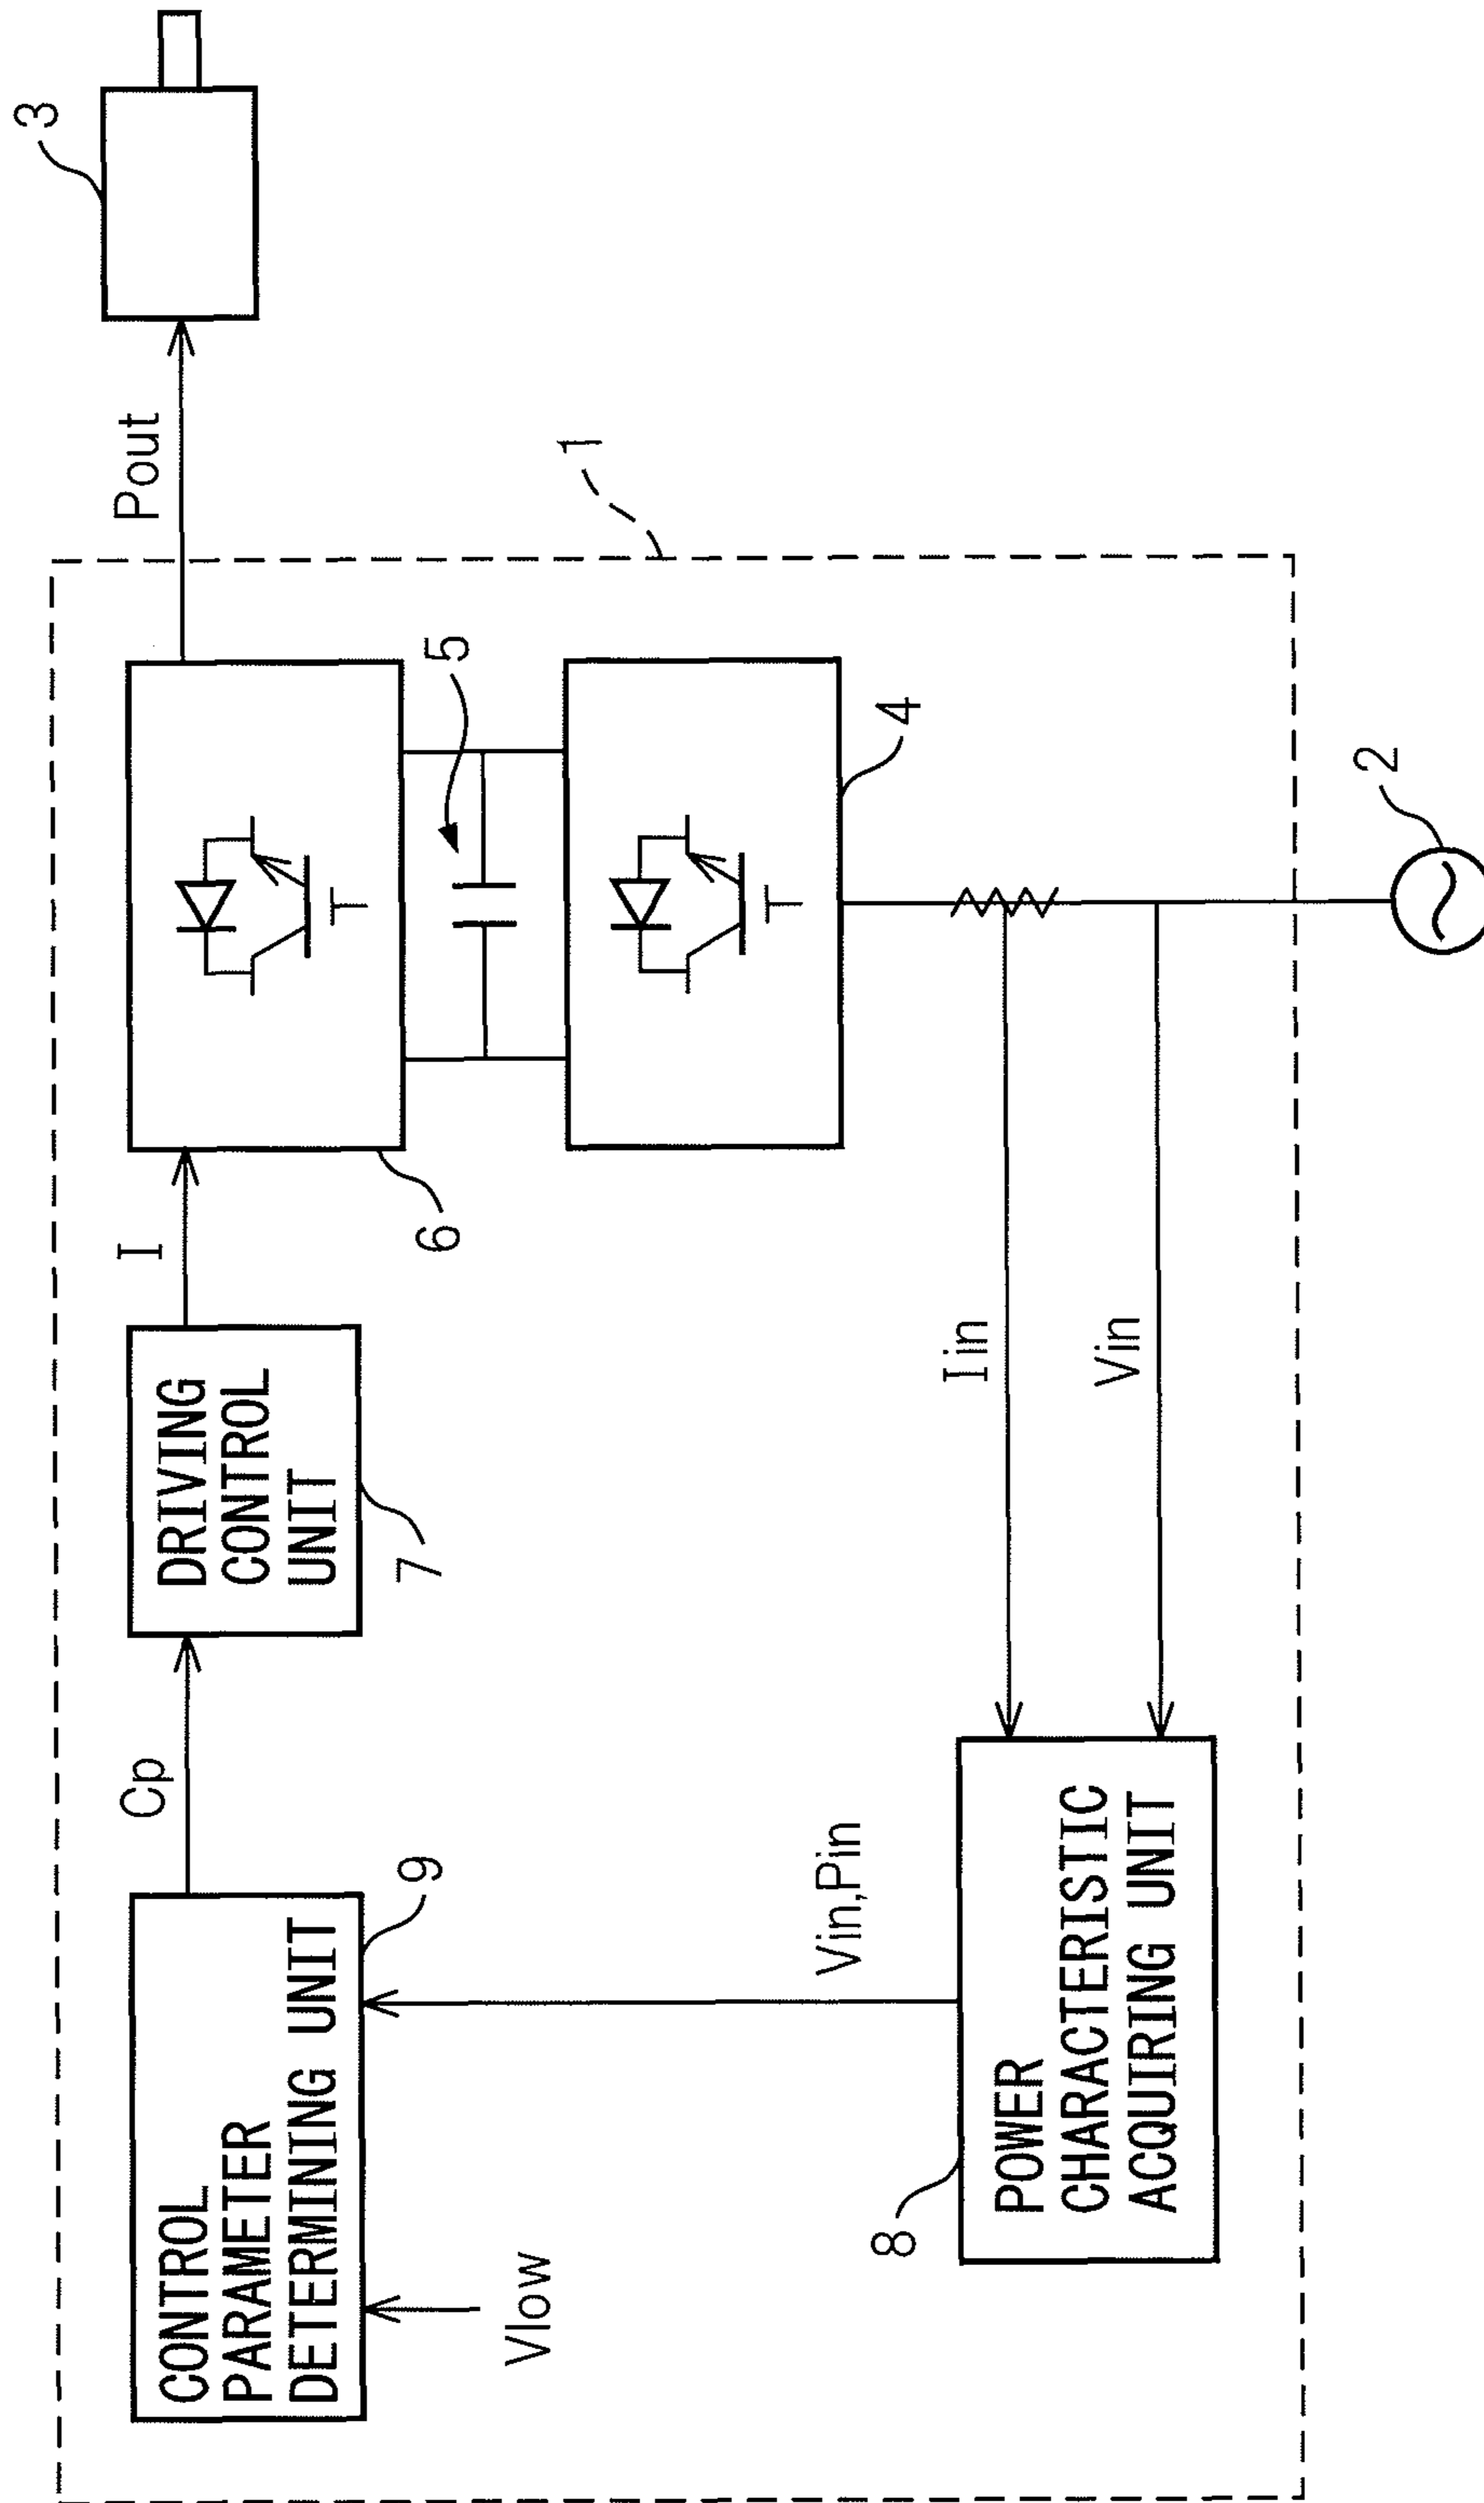 CONTROL
PARAMETER
DETERMINING UNIT
9
Cp
DRIVING
CONTROL
UNIT
7
I
6
5
Pout
3
1
4
Vlow
Vin,Pin
8
POWER
CHARACTERISTIC
ACQUIRING UNIT
Iin
Vin
2